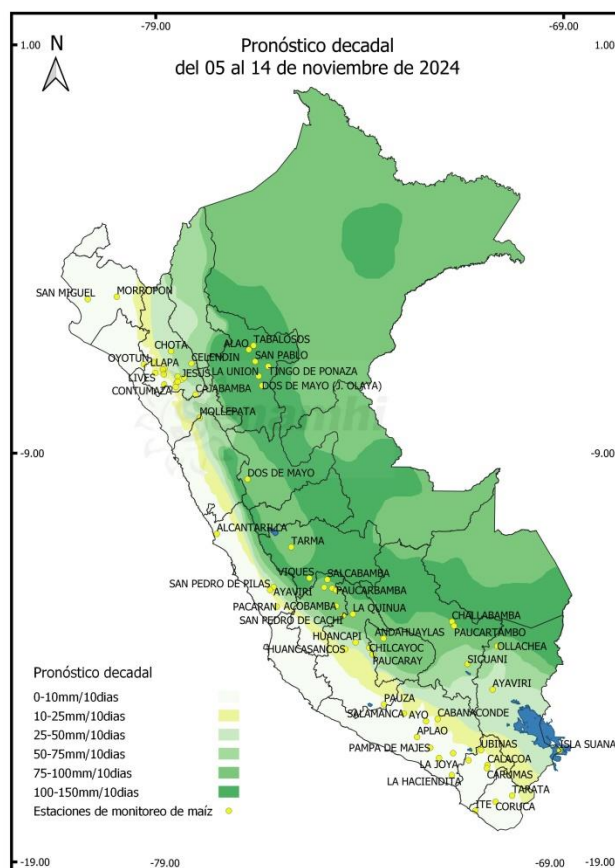 -79.00
-69.00
1.00
1.00
N
Pronóstico decadal
del 05 al 14 de noviembre de 2024
SAN MIGUEL
MORROPON
CHOTA
ALAO
TABALOSOS
OYOTUN
LLAPA
CELENDIN
SAN PABLO
LIVES
JESUS
LA UNION
TINGO DE PONAZA
CONTUMAZA
CAJABAMBA
DOS DE MAYO (J. OLAYA)
MOLLEPATA
senamhi
-9.00
-9.00
DOS DE MAYO
ALCANTARILLA
TARMA
VIQUES
SALCABAMBA
SAN PEDRO DE PILAS
AYAVIRI
PAUCARBAMBA
PACARAN
ACOBAMBA
LA QUINUA
CHALLABAMBA
SAN PEDRO DE CACHI
PAUCARTAMBO
HUANCAPI
ANDAHUAYLAS
OLLACHEA
HUANCASANCOS
CHILCAYOC
PAUCARAY
SIGUANI
AYAVIRI
PAUZA
SALAMANCA
AYO
CABANACONDE
APLAO
PAMPA DE MAJES
UBINAS
ISLA SUANA
LA JOYA
CALACOA
CARUMAS
LA HACIENDITA
TARATA
ITE
CORUCA
Pronóstico decadal
0-10mm/10dias
10-25mm/10dias
25-50mm/10dias
50-75mm/10dias
75-100mm/10dias
100-150mm/10dias
Estaciones de monitoreo de maíz
-19.00
-79.00
-69.00
-19.00